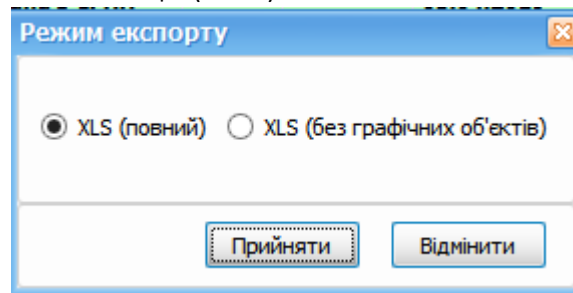 Режим експорту
XLS (повний) XLS (без графічних об'єктів)
Прийняти Відмінити